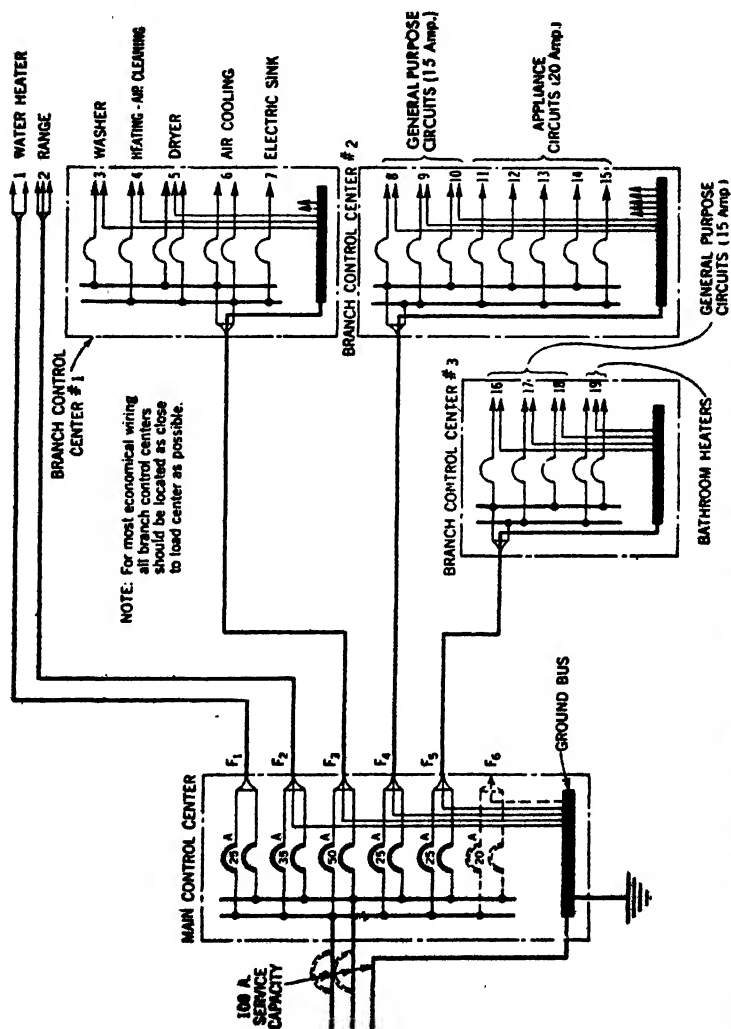 1 WATER HEATER
2 RANGE
3 WASHER
4 HEATING - AIR CLEANING
5 DRYER
6 AIR COOLING
7 ELECTRIC SINK
BRANCH CONTROL
CENTER #1
NOTE: For most economical wiring
all branch control centers
should be located as close
to load center as possible.
BRANCH CONTROL CENTER #2
8
9
10
11
12
13
14
15
GENERAL PURPOSE
CIRCUITS (15 Amp.)
APPLIANCE
CIRCUITS (20 Amp.)
BRANCH CONTROL CENTER #3
16
17
18
19
GENERAL PURPOSE
CIRCUITS (15 Amp.)
BATHROOM HEATERS
MAIN CONTROL CENTER
25 A F1
35 A F2
50 A F3
25 A F4
25 A F5
20 A F6
GROUND BUS
100 A.
SERVICE
CAPACITY